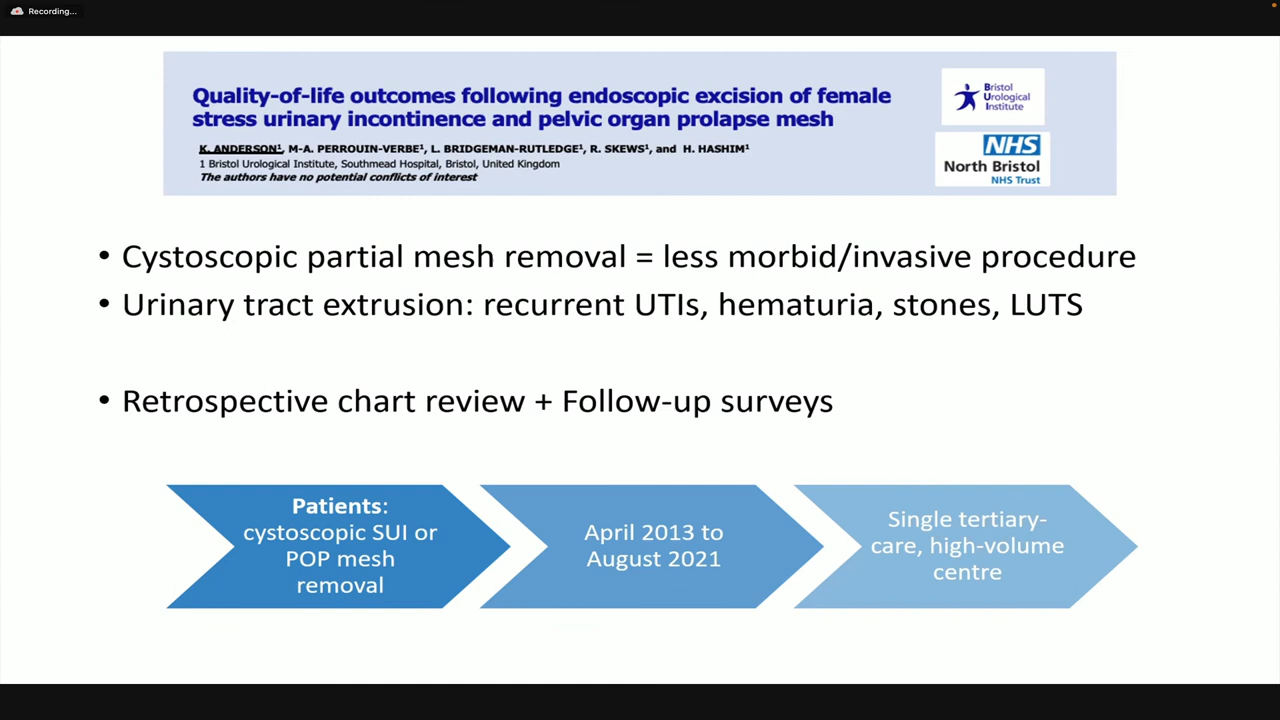 Recording...
Quality-of-life outcomes following endoscopic excision of female
stress urinary incontinence and pelvic organ prolapse mesh
K. ANDERSON¹, M-A. PERROUIN-VERBE¹, L. BRIDGEMAN-RUTLEDGE¹, R. SKEWS¹, and H. HASHIM¹
1 Bristol Urological Institute, Southmead Hospital, Bristol, United Kingdom
The authors have no potential conflicts of interest
Bristol
Urological
Institute
NHS
North Bristol
NHS Trust
• Cystoscopic partial mesh removal = less morbid/invasive procedure
• Urinary tract extrusion: recurrent UTIs, hematuria, stones, LUTS
• Retrospective chart review + Follow-up surveys
Patients:
cystoscopic SUI or
POP mesh
removal
April 2013 to
August 2021
Single tertiary-
care, high-volume
centre